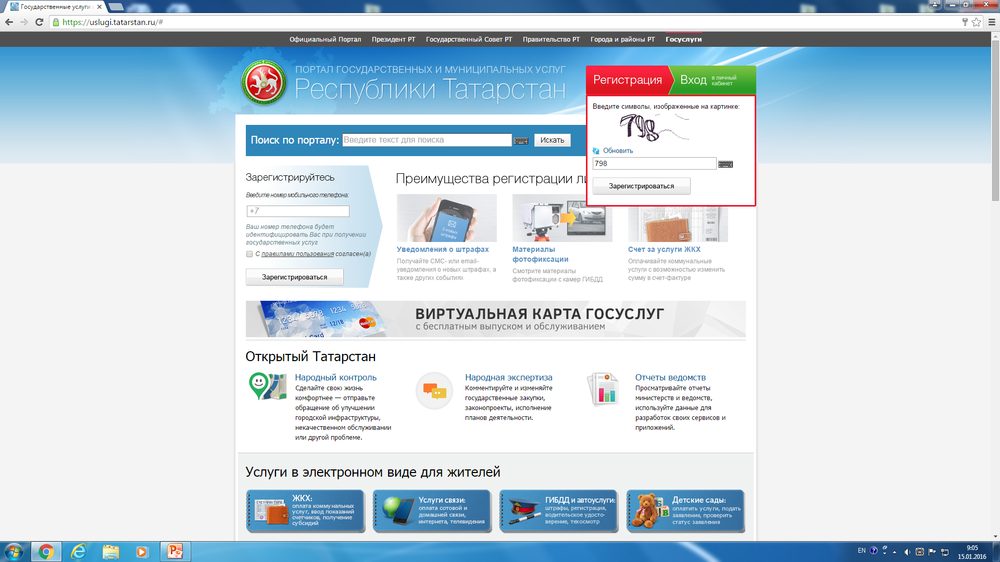 Государственные услуги
https://uslugi.tatarstan.ru/#
Официальный Портал
Президент РТ
Государственный Совет РТ
Правительство РТ
Города и районы РТ
Госуслуги
ПОРТАЛ ГОСУДАРСТВЕННЫХ И МУНИЦИПАЛЬНЫХ УСЛУГ
Республики Татарстан
Регистрация
Вход
в личный
кабинет
Введите символы, изображенные на картинке:
798
Обновить
798
Зарегистрироваться
Поиск по порталу:
Введите текст для поиска
Искать
Зарегистрируйтесь
Введите номер мобильного телефона:
+7
Ваш номер телефона будет
идентифицировать Вас при получении
государственных услуг
С правилами пользования согласен(а)
Зарегистрироваться
Преимущества регистрации
3 новых
штрафа
Уведомления о штрафах
Получайте СМС- или email-
уведомления о новых штрафах, а
также других событиях
Материалы
фотофиксации
Смотрите материалы
фотофиксации с камер ГИБДД
Счет за услуги ЖКХ
Оплачивайте коммунальные
услуги с возможностью изменить
сумму в счет-фактуре
1234 5678 1234 5678
1234
12/18
MasterCard
Card
ВИРТУАЛЬНАЯ КАРТА ГОСУСЛУГ
с бесплатным выпуском и обслуживанием
Открытый Татарстан
Народный контроль
Сделайте свою жизнь
комфортнее — отправьте
обращение об улучшении
городской инфраструктуры,
некачественном обслуживании
или другой проблеме.
Народная экспертиза
Комментируйте и изменяйте
государственные закупки,
законопроекты, исполнение
планов деятельности.
Отчеты ведомств
Просматривайте отчеты
министерств и ведомств,
используйте данные для
разработок своих сервисов и
приложений.
Услуги в электронном виде для жителей
СЧЕТ-ФАКТУРА
ЖКХ:
оплата коммунальных
услуг, ввод показаний
счетчиков, получение
субсидий
Услуги связи:
оплата сотовой и
домашней связи,
интернета, телевидения
ГИБДД и автоуслуги:
штрафы, регистрация,
водительское удосто-
верение, техосмотр
Детские сады:
оплатить услуги, подать
заявление, проверить
статус заявления
EN
9:05
15.01.2016